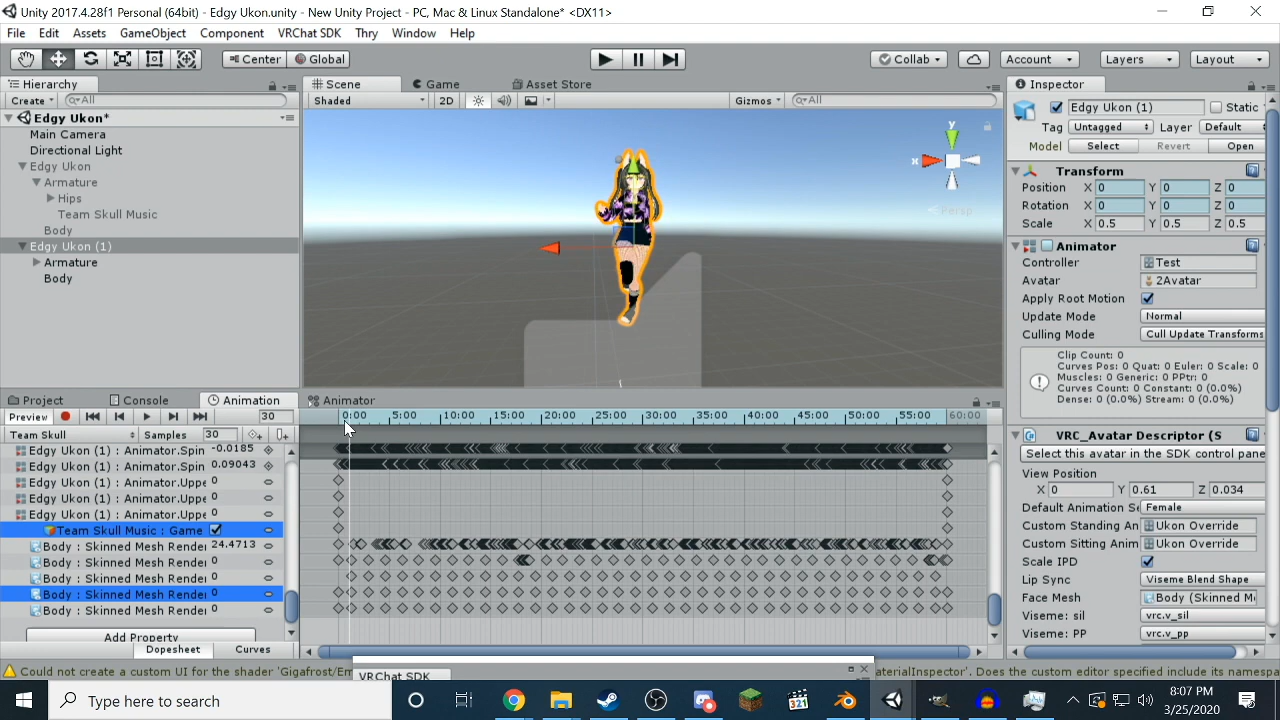 Unity 2017.4.28f1 Personal (64bit) - Edgy Ukon.unity - New Unity Project - PC, Mac & Linux Standalone* <DX11>
File Edit Assets GameObject Component VRChat SDK Thry Window Help
Center Global Collab Account Layers Layout
Hierarchy Scene Game Asset Store Inspector
Create All Shaded 2D Gizmos All
Edgy Ukon (1) Static
Edgy Ukon*
Tag Untagged Layer Default
Main Camera
Model Select Revert Open
Directional Light
Edgy Ukon
Transform
Armature
Position X 0 Y 0 Z 0
Hips
Rotation X 0 Y 0 Z 0
Team Skull Music
Scale X 0.5 Y 0.5 Z 0.5
Body
Edgy Ukon (1)
Armature
Body
y
x
Persp
Animator
Controller Test
Avatar 2Avatar
Apply Root Motion
Update Mode Normal
Culling Mode Cull Update Transforms
Clip Count: 0
Curves Pos: 0 Quat: 0 Euler: 0 Scale: 0
Muscles: 0 Generic: 0 PPtr: 0
Curves Count: 0 Constant: 0 (0.0%)
Dense: 0 (0.0%) Stream: 0 (0.0%)
Project Console Animation Animator
Preview 30 0:00 5:00 10:00 15:00 20:00 25:00 30:00 35:00 40:00 45:00 50:00 55:00 60:00
Team Skull Samples 30
Edgy Ukon (1) : Animator.Spin -0.0185
Edgy Ukon (1) : Animator.Spin 0.09043
Edgy Ukon (1) : Animator.Uppe 0
Edgy Ukon (1) : Animator.Uppe 0
Edgy Ukon (1) : Animator.Uppe 0
Team Skull Music : Game
Body : Skinned Mesh Render 24.4713
Body : Skinned Mesh Render 0
Body : Skinned Mesh Render 0
Body : Skinned Mesh Render 0
Body : Skinned Mesh Render 0
Add Property
Dopesheet Curves
VRC_Avatar Descriptor (S
Select this avatar in the SDK control pane
View Position
X 0 Y 0.61 Z 0.034
Default Animation Se Female
Custom Standing An Ukon Override
Custom Sitting Anim Ukon Override
Scale IPD
Lip Sync Viseme Blend Shape
Face Mesh Body (Skinned M
Viseme: sil vrc.v_sil
Viseme: PP vrc.v_pp
Could not create a custom UI for the shader 'Gigafrost/Em
VRChat SDK
aterialInspector'. Does the custom editor specified include its namespa
Type here to search
321
8:07 PM
3/25/2020